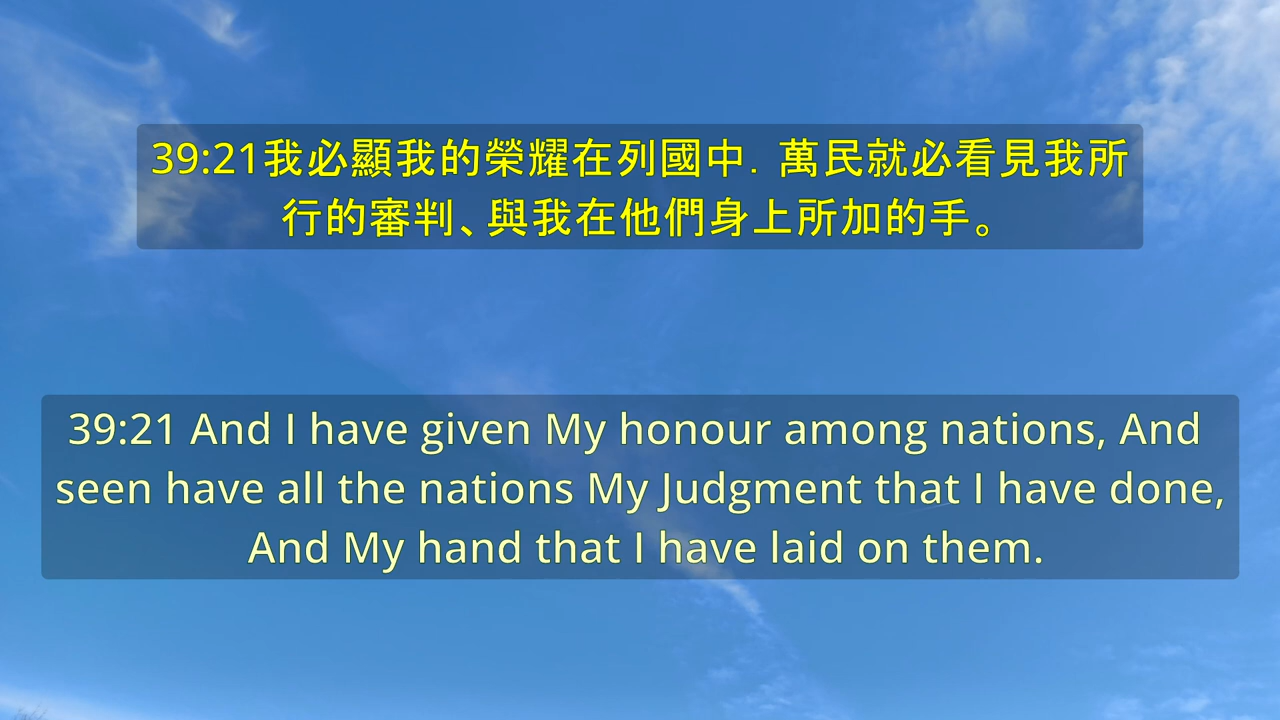 39:21我必顯我的榮耀在列國中．萬民就必看見我所
行的審判、與我在他們身上所加的手。
39:21 And I have given My honour among nations, And
seen have all the nations My Judgment that I have done,
And My hand that I have laid on them.